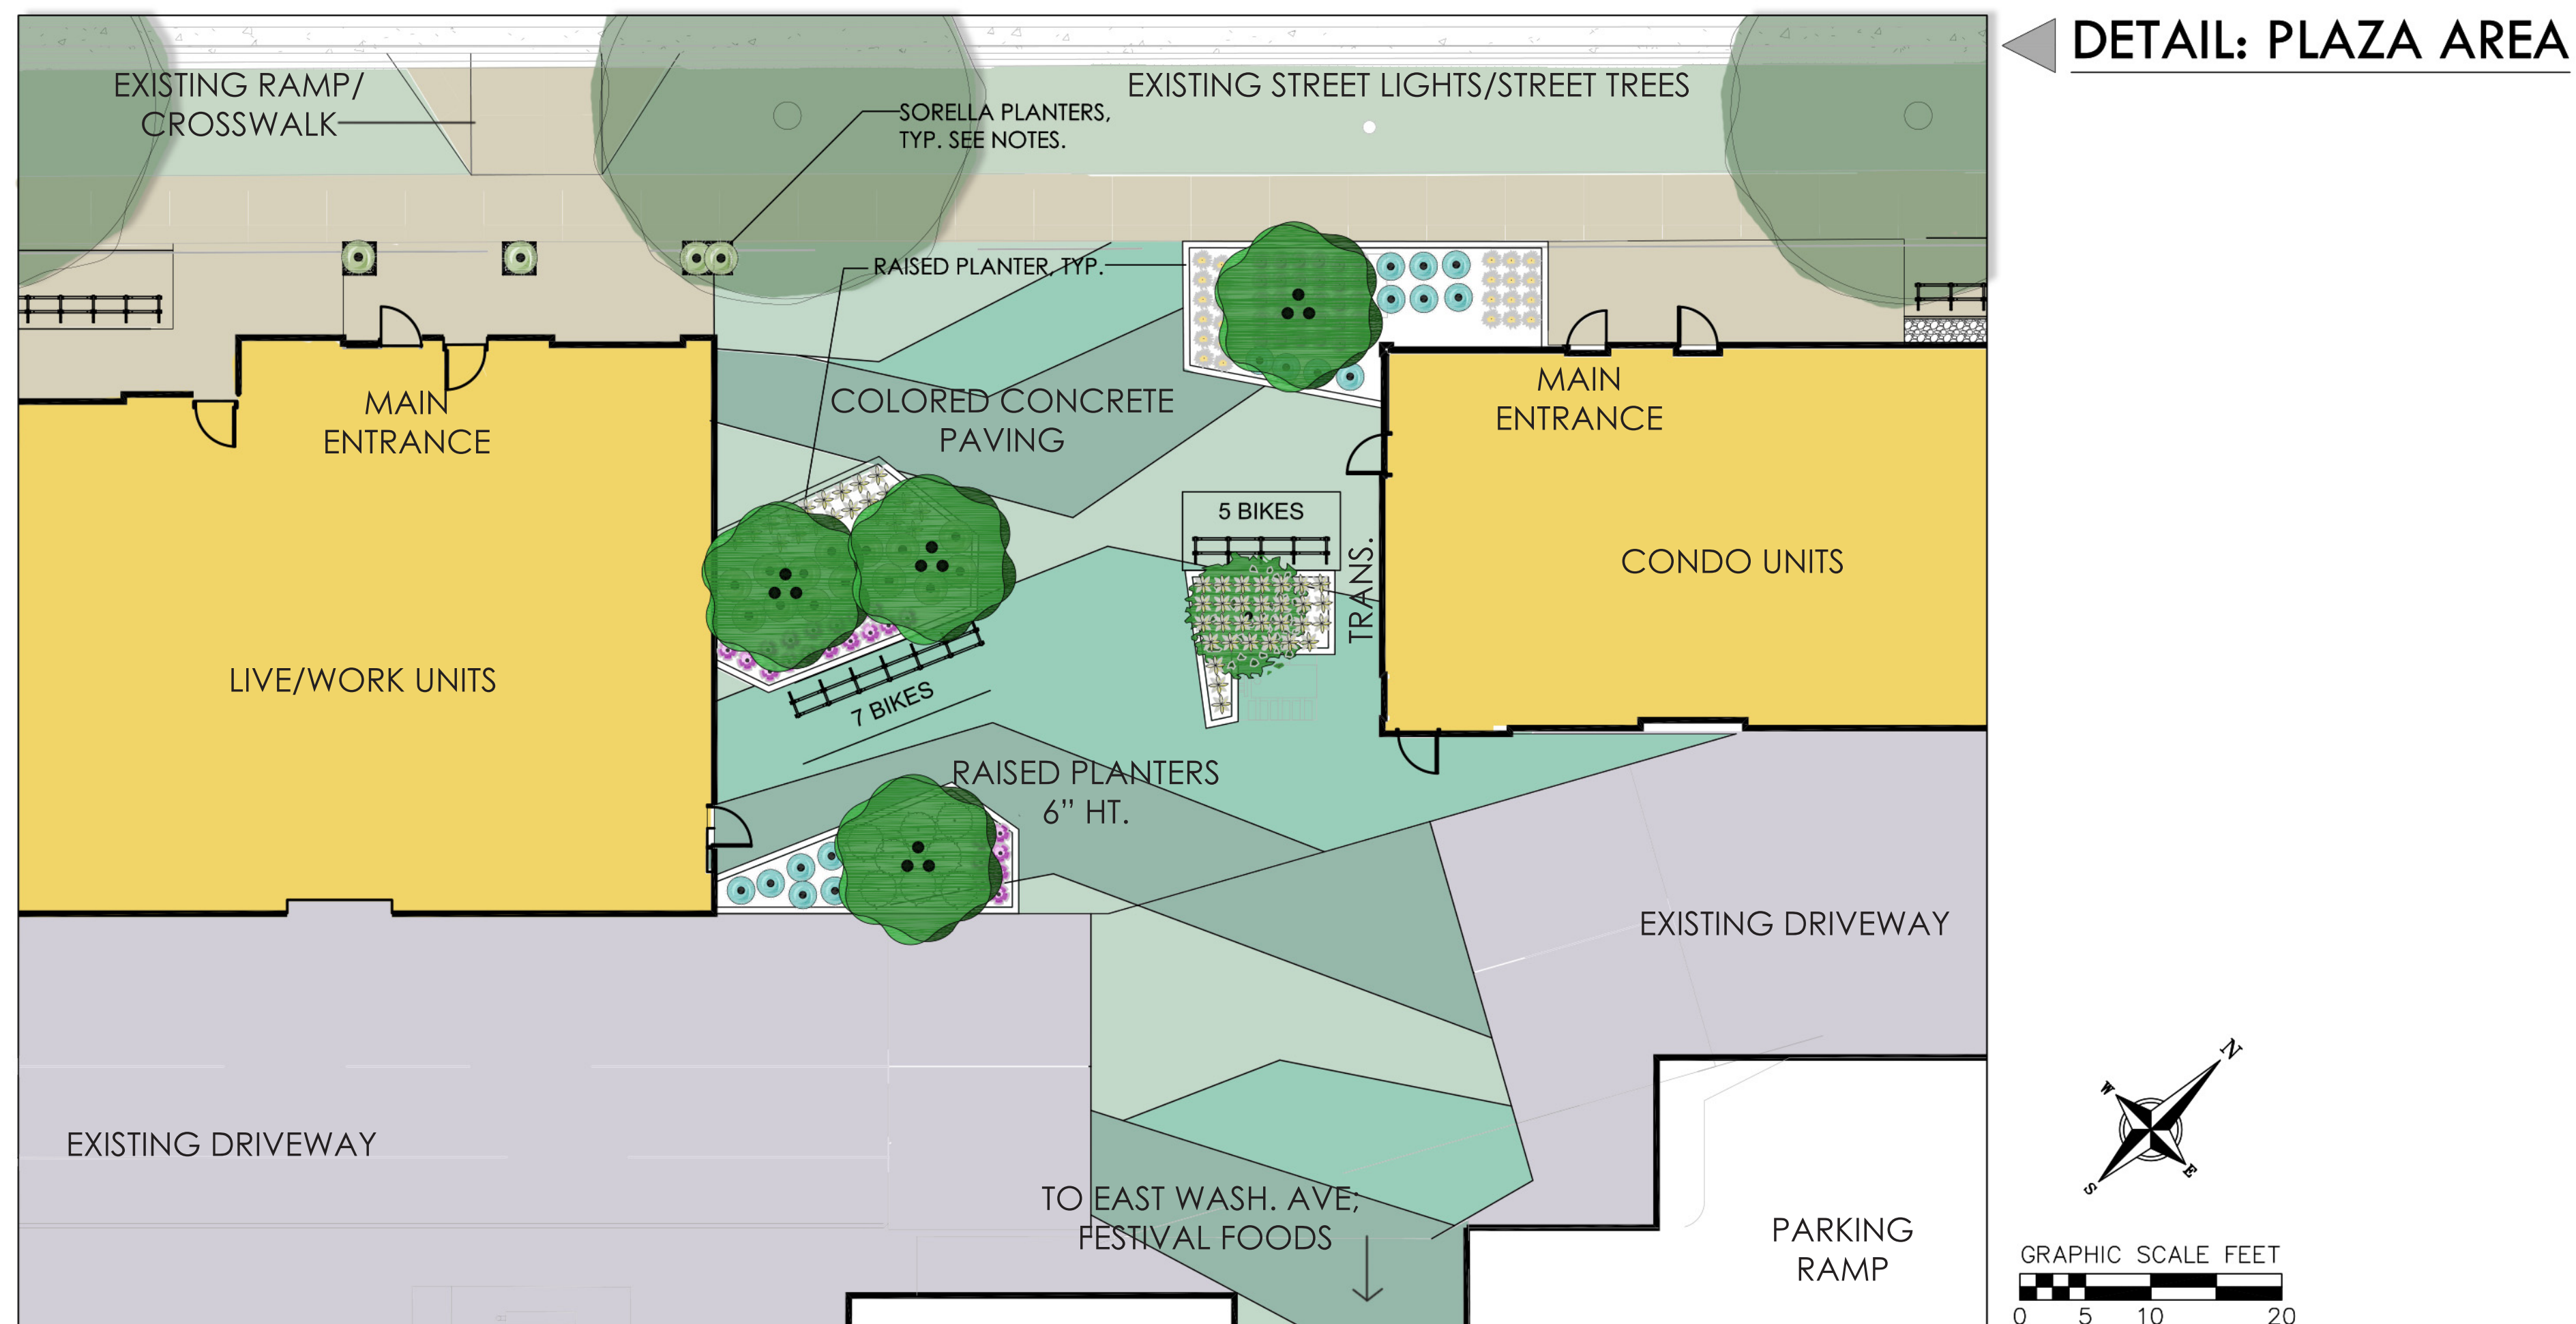 DETAIL: PLAZA AREA
EXISTING RAMP/
CROSSWALK
SORELLA PLANTERS,
TYP. SEE NOTES.
EXISTING STREET LIGHTS/STREET TREES
RAISED PLANTER, TYP.
MAIN
ENTRANCE
COLORED CONCRETE
PAVING
MAIN
ENTRANCE
5 BIKES
TRANS.
CONDO UNITS
LIVE/WORK UNITS
7 BIKES
RAISED PLANTERS
6” HT.
EXISTING DRIVEWAY
EXISTING DRIVEWAY
TO EAST WASH. AVE;
FESTIVAL FOODS
PARKING
RAMP
N
W
E
S
GRAPHIC SCALE FEET
0 5 10 20